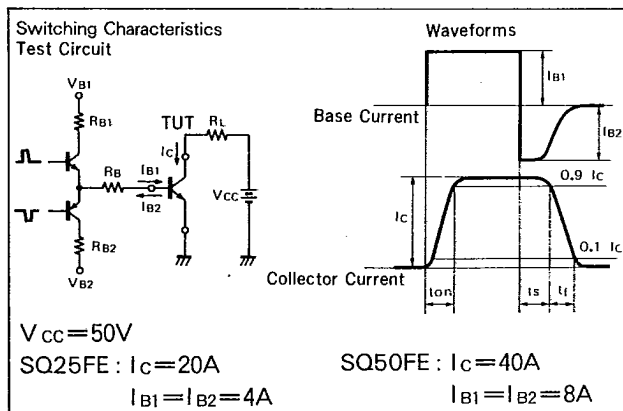 Switching Characteristics
Test Circuit
VB1
RB1
TUT
RL
IC
RB
IB1
IB2
VCC
RB2
VB2
Waveforms
IB1
Base Current
IB2
0.9 IC
IC
0.1 IC
Collector Current
ton
ts
tf
VCC=50V
SQ25FE: IC=20A
IB1=IB2=4A
SQ50FE: IC=40A
IB1=IB2=8A